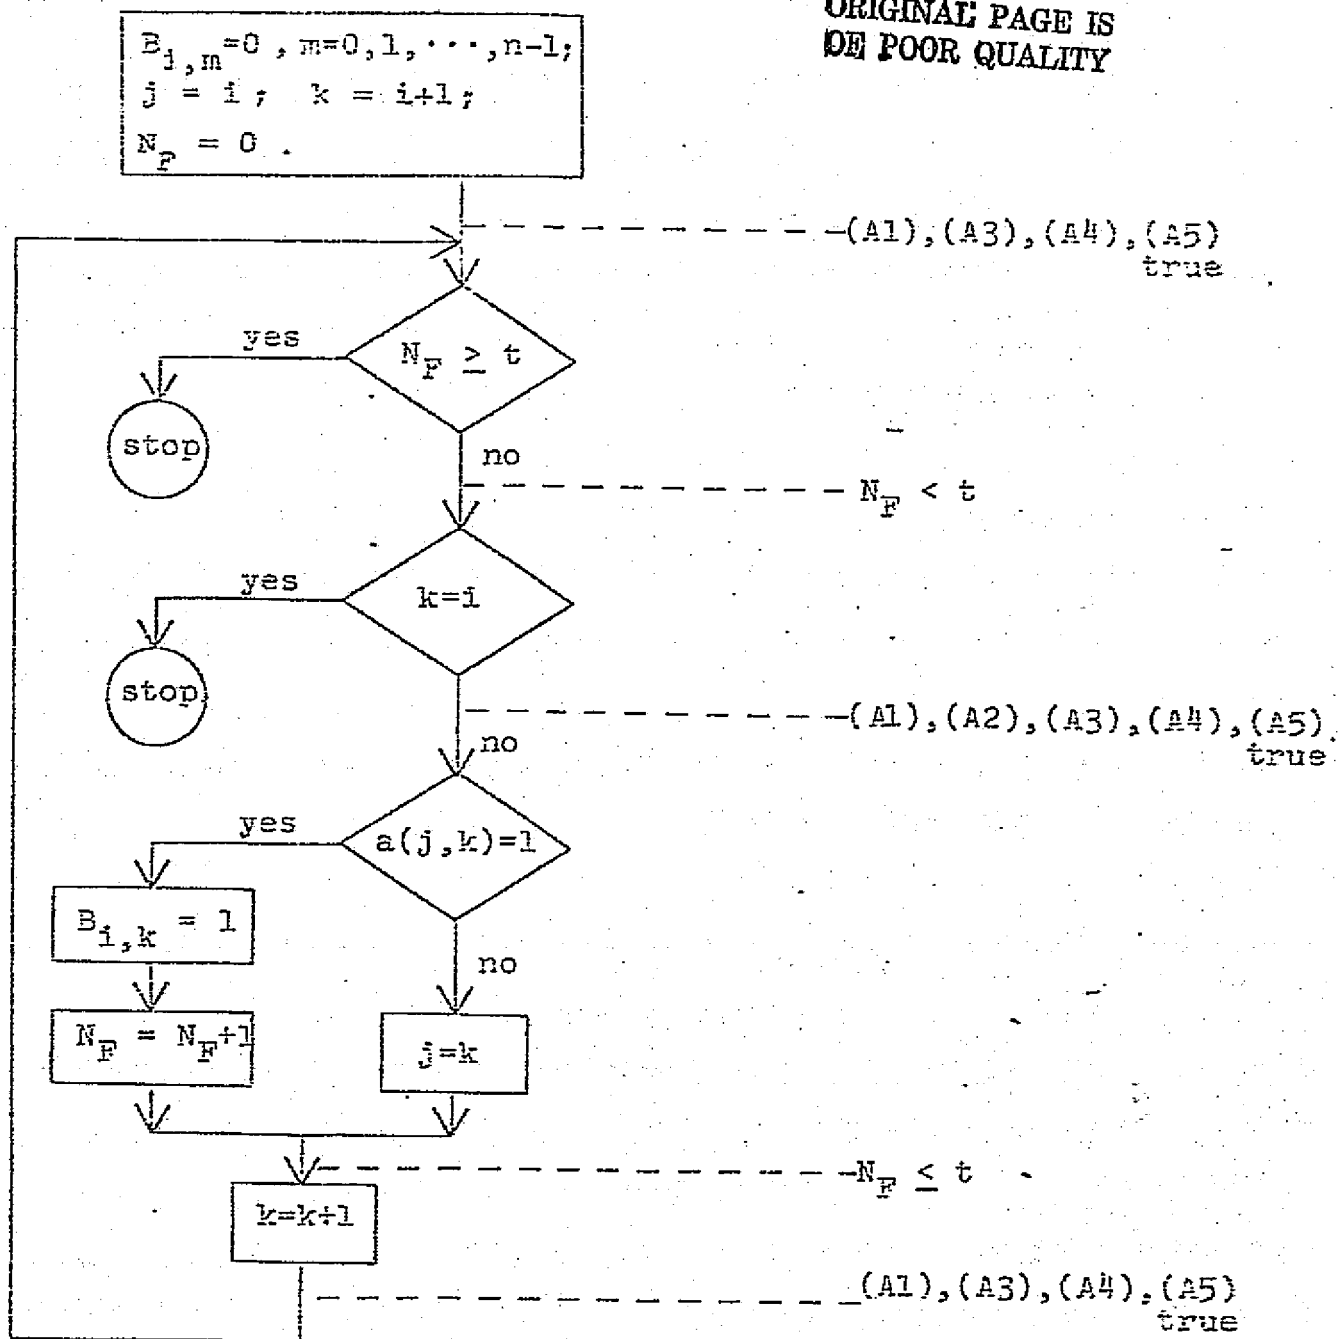 ORIGINAL PAGE IS
OF POOR QUALITY
B_{i,m}=0 , m=0,1,···,n-1;
j = i ; k = i+1;
N_F = 0 .
(A1),(A3),(A4),(A5)
true
N_F ≥ t
yes
stop
no
N_F < t
k=i
yes
stop
no
(A1),(A2),(A3),(A4),(A5).
true
a(j,k)=1
yes
B_{i,k} = 1
no
N_F = N_F+1
j=k
N_F ≤ t
k=k+1
(A1),(A3),(A4),(A5)
true